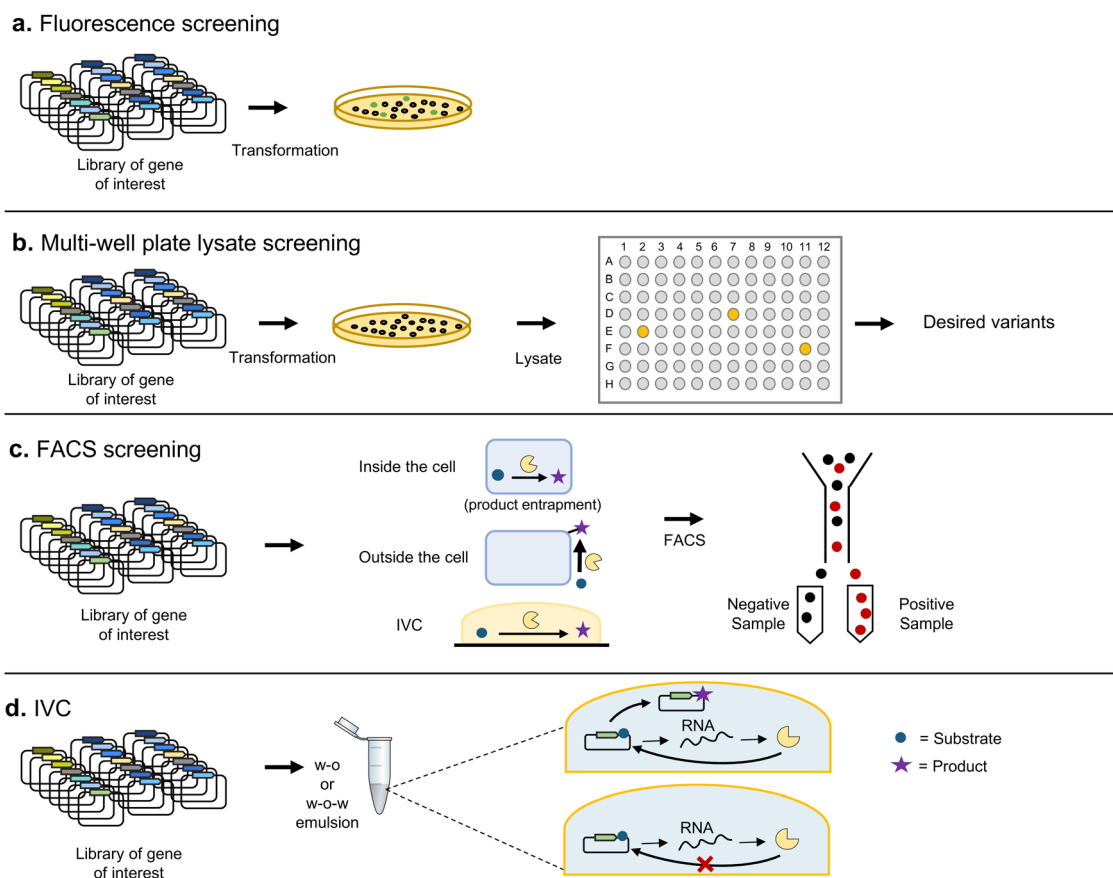 a. Fluorescence screening
Transformation
Library of gene
of interest
b. Multi-well plate lysate screening
1 2 3 4 5 6 7 8 9 10 11 12
A
B
C
D
E
F
G
H
Transformation
Lysate
Desired variants
Library of gene
of interest
c. FACS screening
Inside the cell
(product entrapment)
Outside the cell
IVC
FACS
Negative
Sample
Positive
Sample
Library of gene
of interest
d. IVC
w-o
or
w-o-w
emulsion
RNA
RNA
= Substrate
= Product
Library of gene
of interest